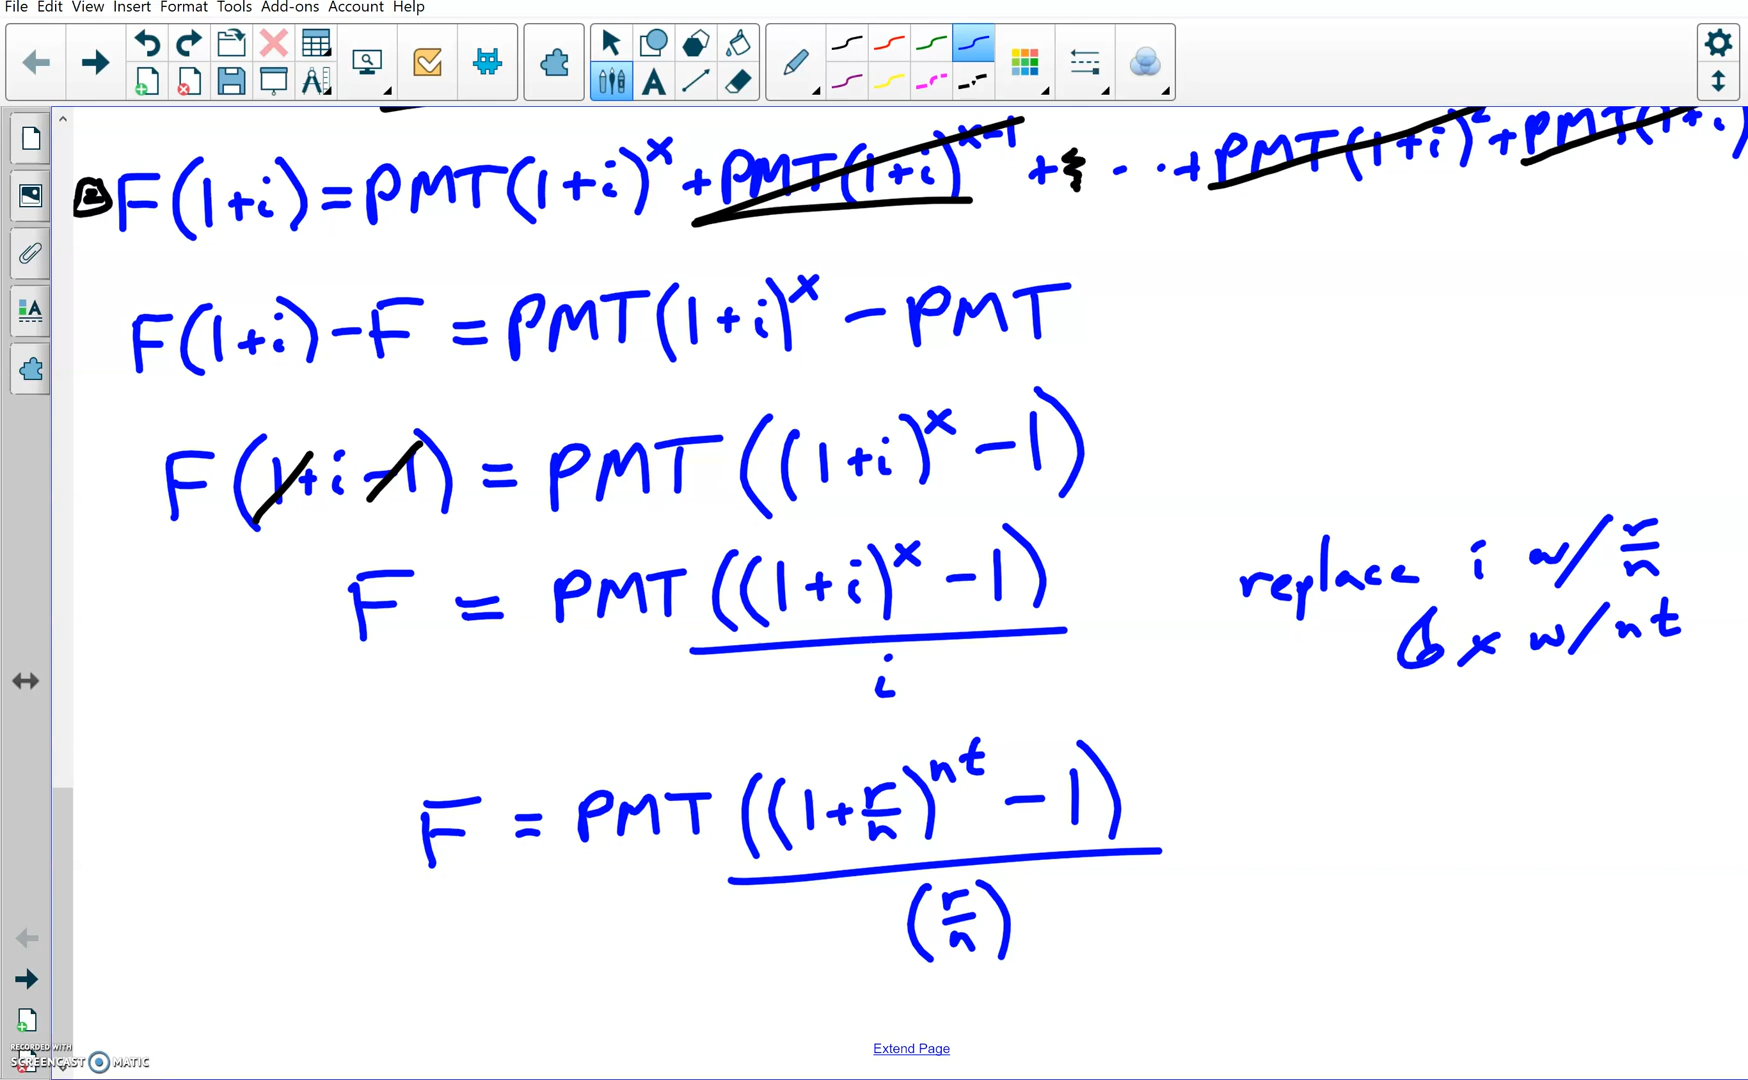 File Edit View Insert Format Tools Add-ons Account Help
② F(1+i) = PMT(1+i)^x + PMT(1+i)^x-1 + ⋯ + PMT(1+i)^2 + PMT(1+i)
F(1+i) - F = PMT(1+i)^x - PMT
F(1+i-1) = PMT((1+i)^x - 1)
F = PMT ((1+i)^x - 1)
i
replace i w/ r/n
& x w/ nt
F = PMT ((1+r/n)^nt - 1)
(r/n)
Extend Page
RECORDED WITH
SCREENCAST MATIC